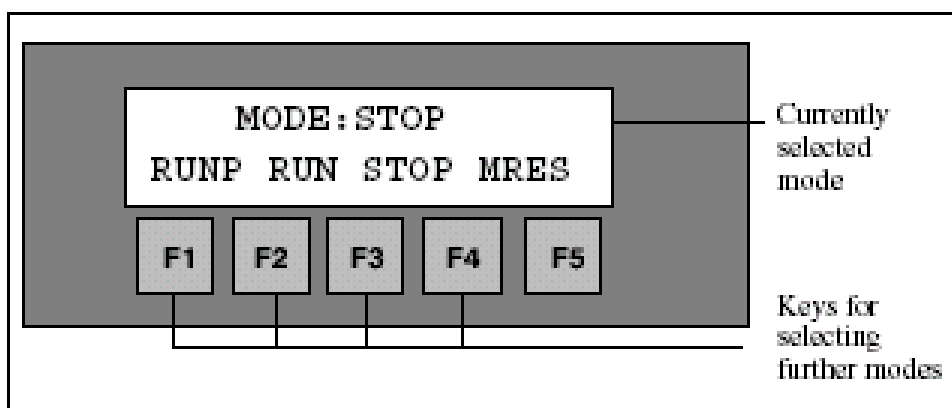 MODE:STOP
RUNP RUN STOP MRES
F1 F2 F3 F4 F5
Currently
selected
mode
Keys for
selecting
further modes